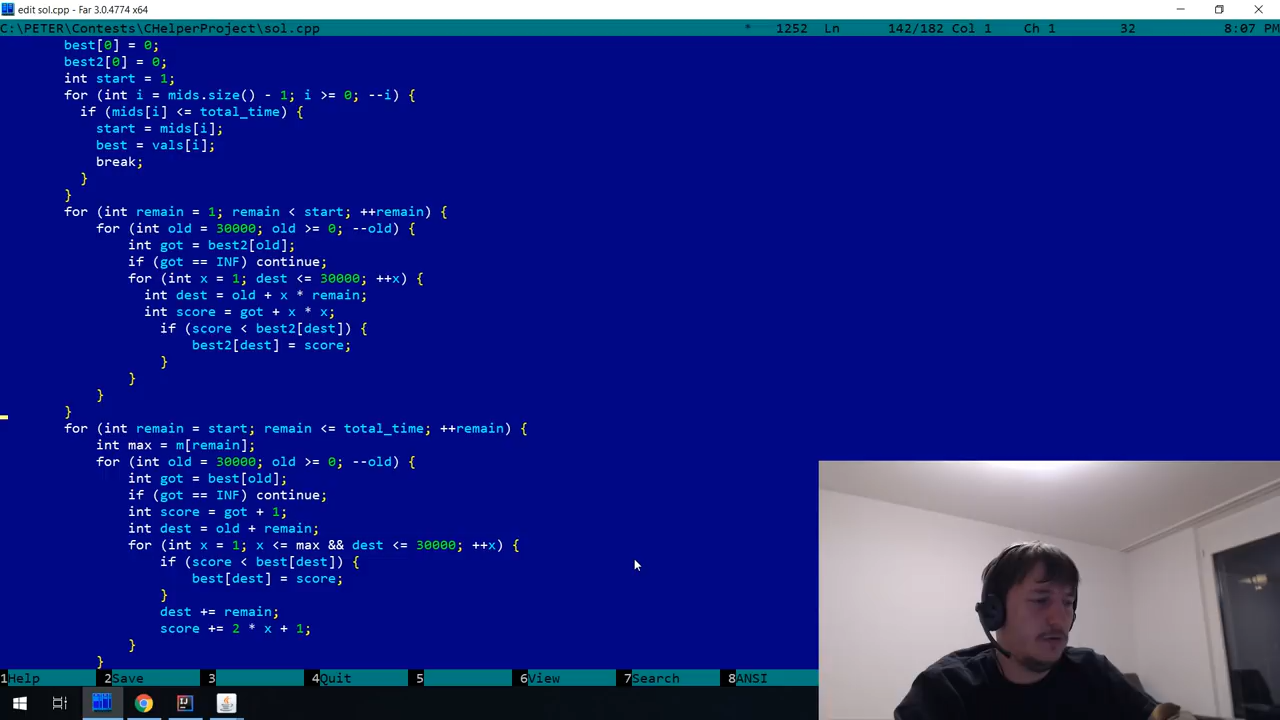 edit sol.cpp - Far 3.0.4774 x64
C:\PETER\Contests\CHelperProject\sol.cpp * 1252 Ln 142/182 Col 1 Ch 1 32 8:07 PM
best[0] = 0;
best2[0] = 0;
int start = 1;
for (int i = mids.size() - 1; i >= 0; --i) {
if (mids[i] <= total_time) {
start = mids[i];
best = vals[i];
break;
}
}
for (int remain = 1; remain < start; ++remain) {
for (int old = 30000; old >= 0; --old) {
int got = best2[old];
if (got == INF) continue;
for (int x = 1; dest <= 30000; ++x) {
int dest = old + x * remain;
int score = got + x * x;
if (score < best2[dest]) {
best2[dest] = score;
}
}
}
}
for (int remain = start; remain <= total_time; ++remain) {
int max = m[remain];
for (int old = 30000; old >= 0; --old) {
int got = best[old];
if (got == INF) continue;
int score = got + 1;
int dest = old + remain;
for (int x = 1; x <= max && dest <= 30000; ++x) {
if (score < best[dest]) {
best[dest] = score;
}
dest += remain;
score += 2 * x + 1;
}
}
1Help 2Save 3 4Quit 5 6View 7Search 8ANSI